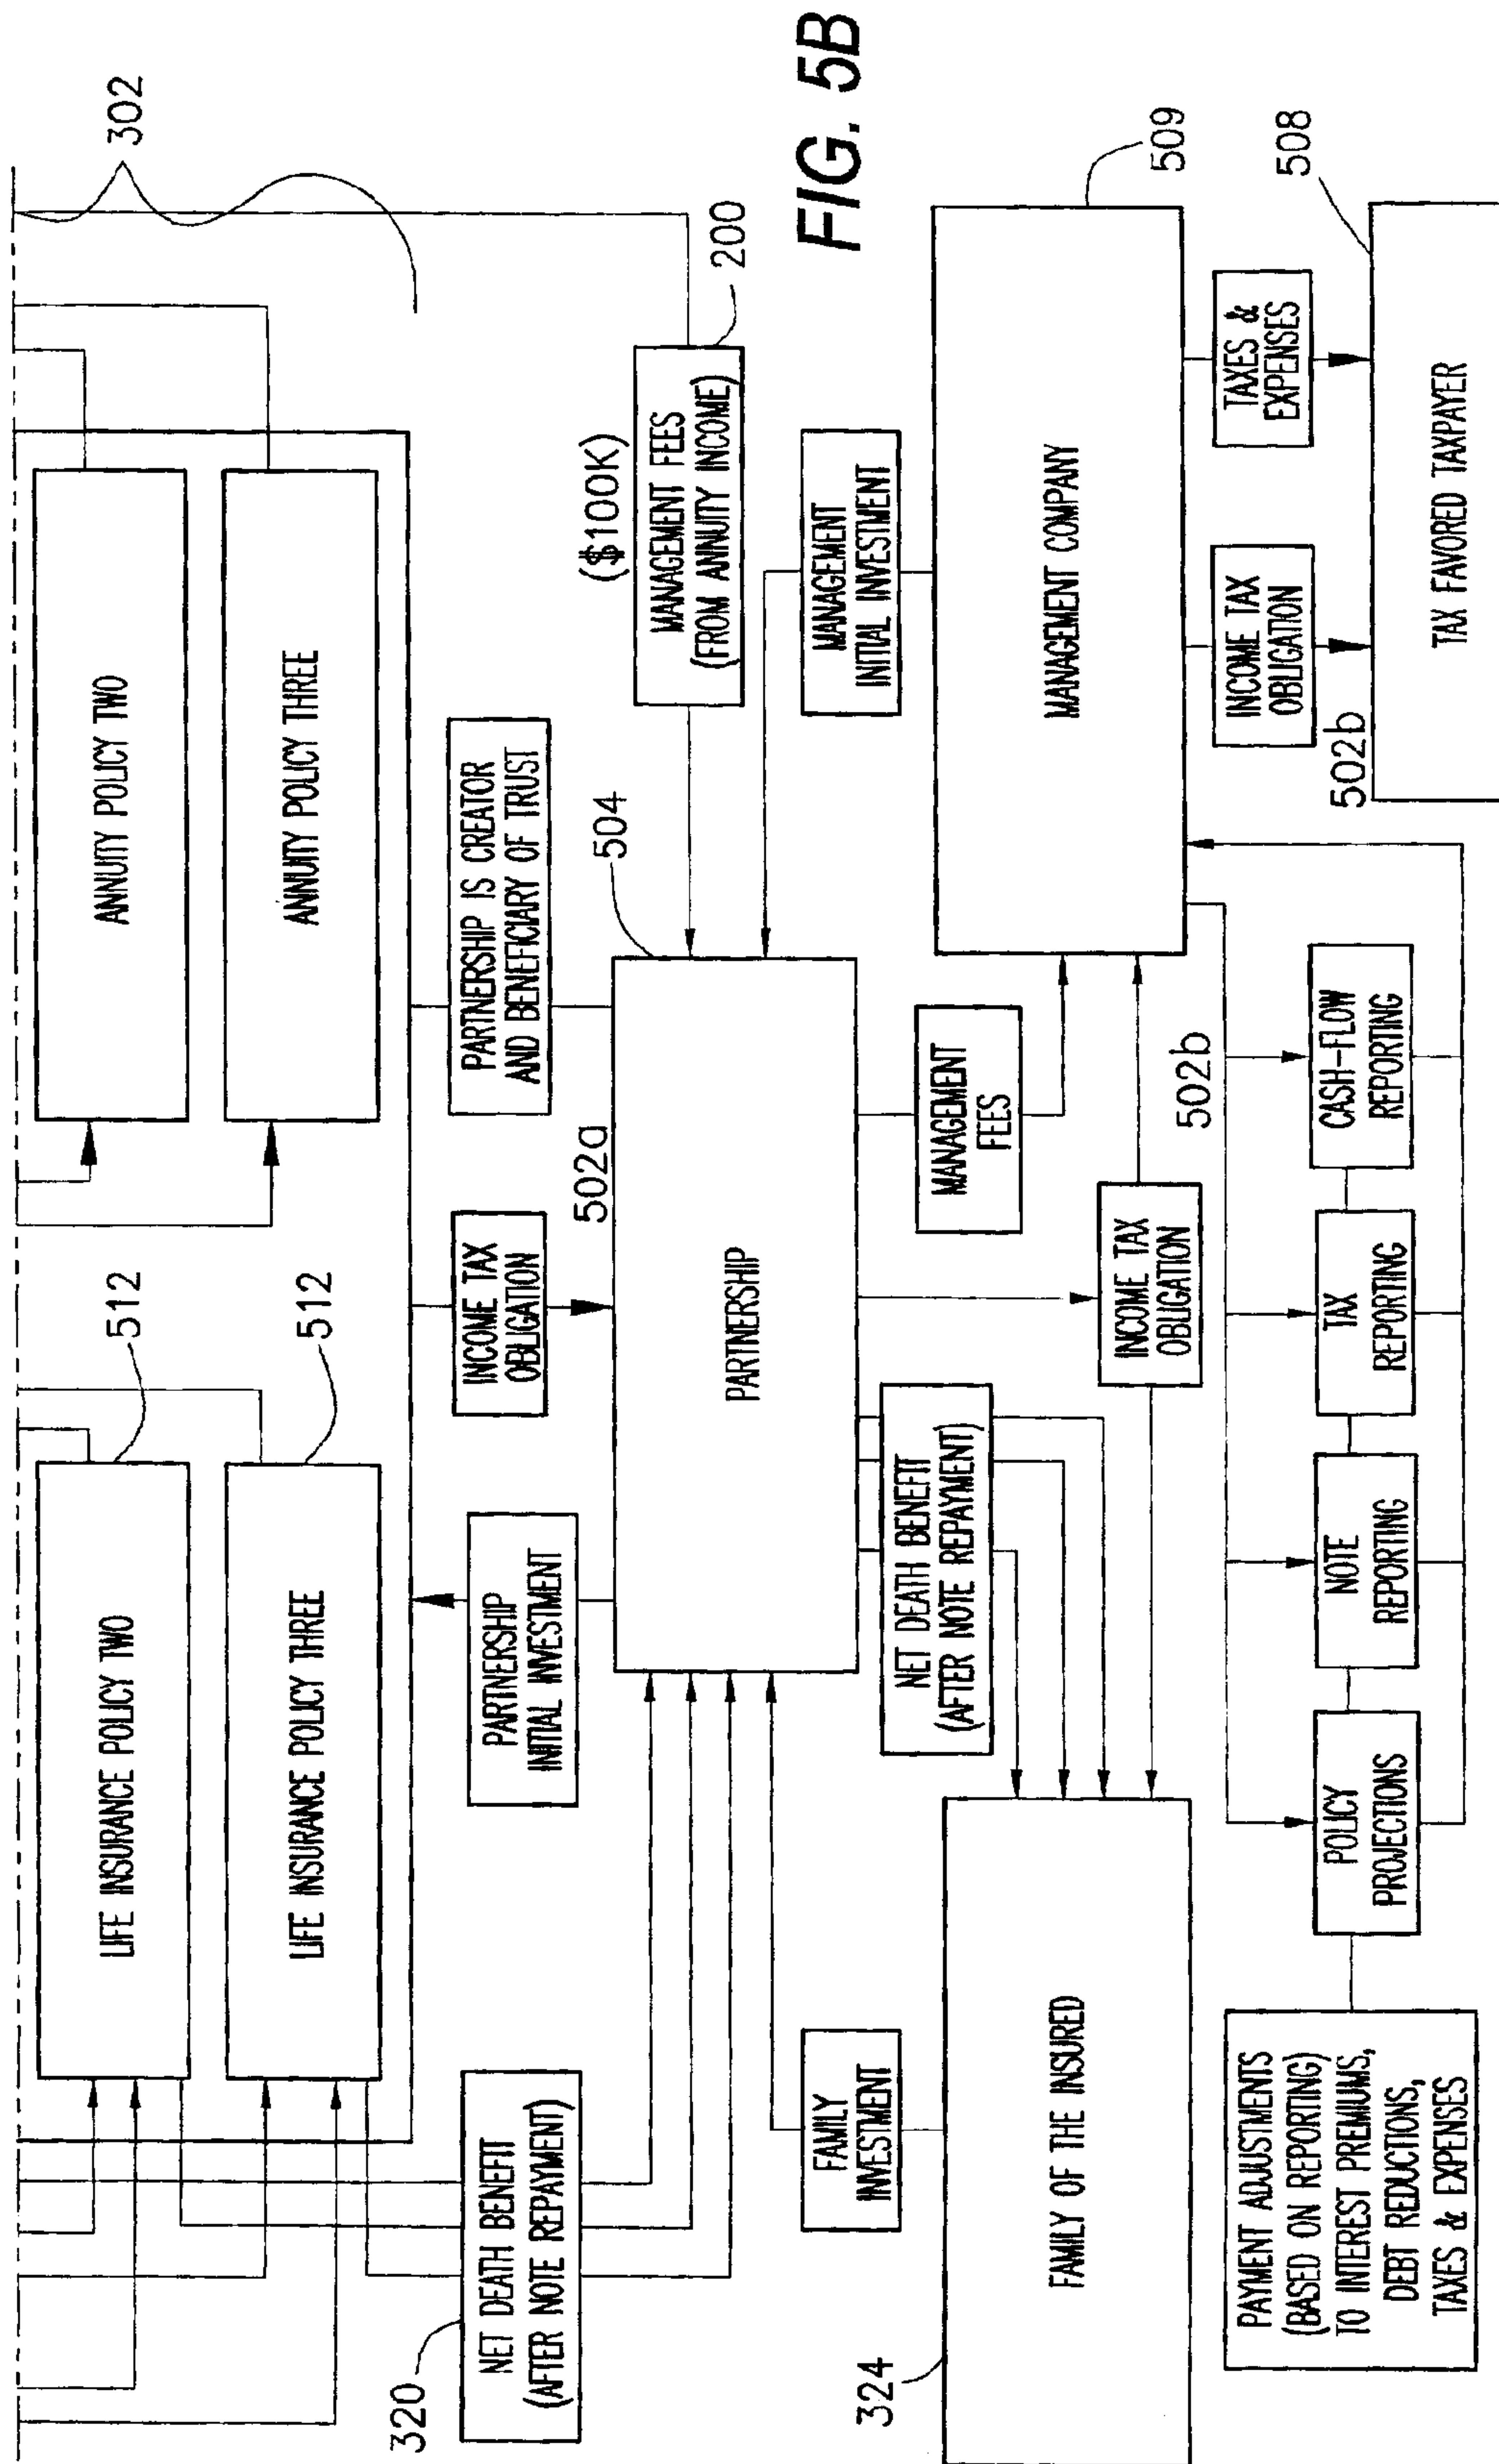 FIG. 5B
302
LIFE INSURANCE POLICY TWO
512
ANNUITY POLICY TWO
LIFE INSURANCE POLICY THREE
512
ANNUITY POLICY THREE
320
NET DEATH BENEFIT
(AFTER NOTE REPAYMENT)
PARTNERSHIP
INITIAL INVESTMENT
INCOME TAX
OBLIGATION
502a
PARTNERSHIP IS CREATOR
AND BENEFICIARY OF TRUST
($100K)
MANAGEMENT FEES
(FROM ANNUITY INCOME)
200
504
PARTNERSHIP
FAMILY
INVESTMENT
MANAGEMENT
INITIAL INVESTMENT
NET DEATH BENEFIT
(AFTER NOTE REPAYMENT)
MANAGEMENT
FEES
324
FAMILY OF THE INSURED
INCOME TAX
OBLIGATION
MANAGEMENT COMPANY
509
502b
PAYMENT ADJUSTMENTS
(BASED ON REPORTING)
TO INTEREST PREMIUMS,
DEBT REDUCTIONS,
TAXES & EXPENSES
POLICY
PROJECTIONS
NOTE
REPORTING
TAX
REPORTING
CASH-FLOW
REPORTING
INCOME TAX
OBLIGATION
502b
TAXES &
EXPENSES
508
TAX FAVORED TAXPAYER